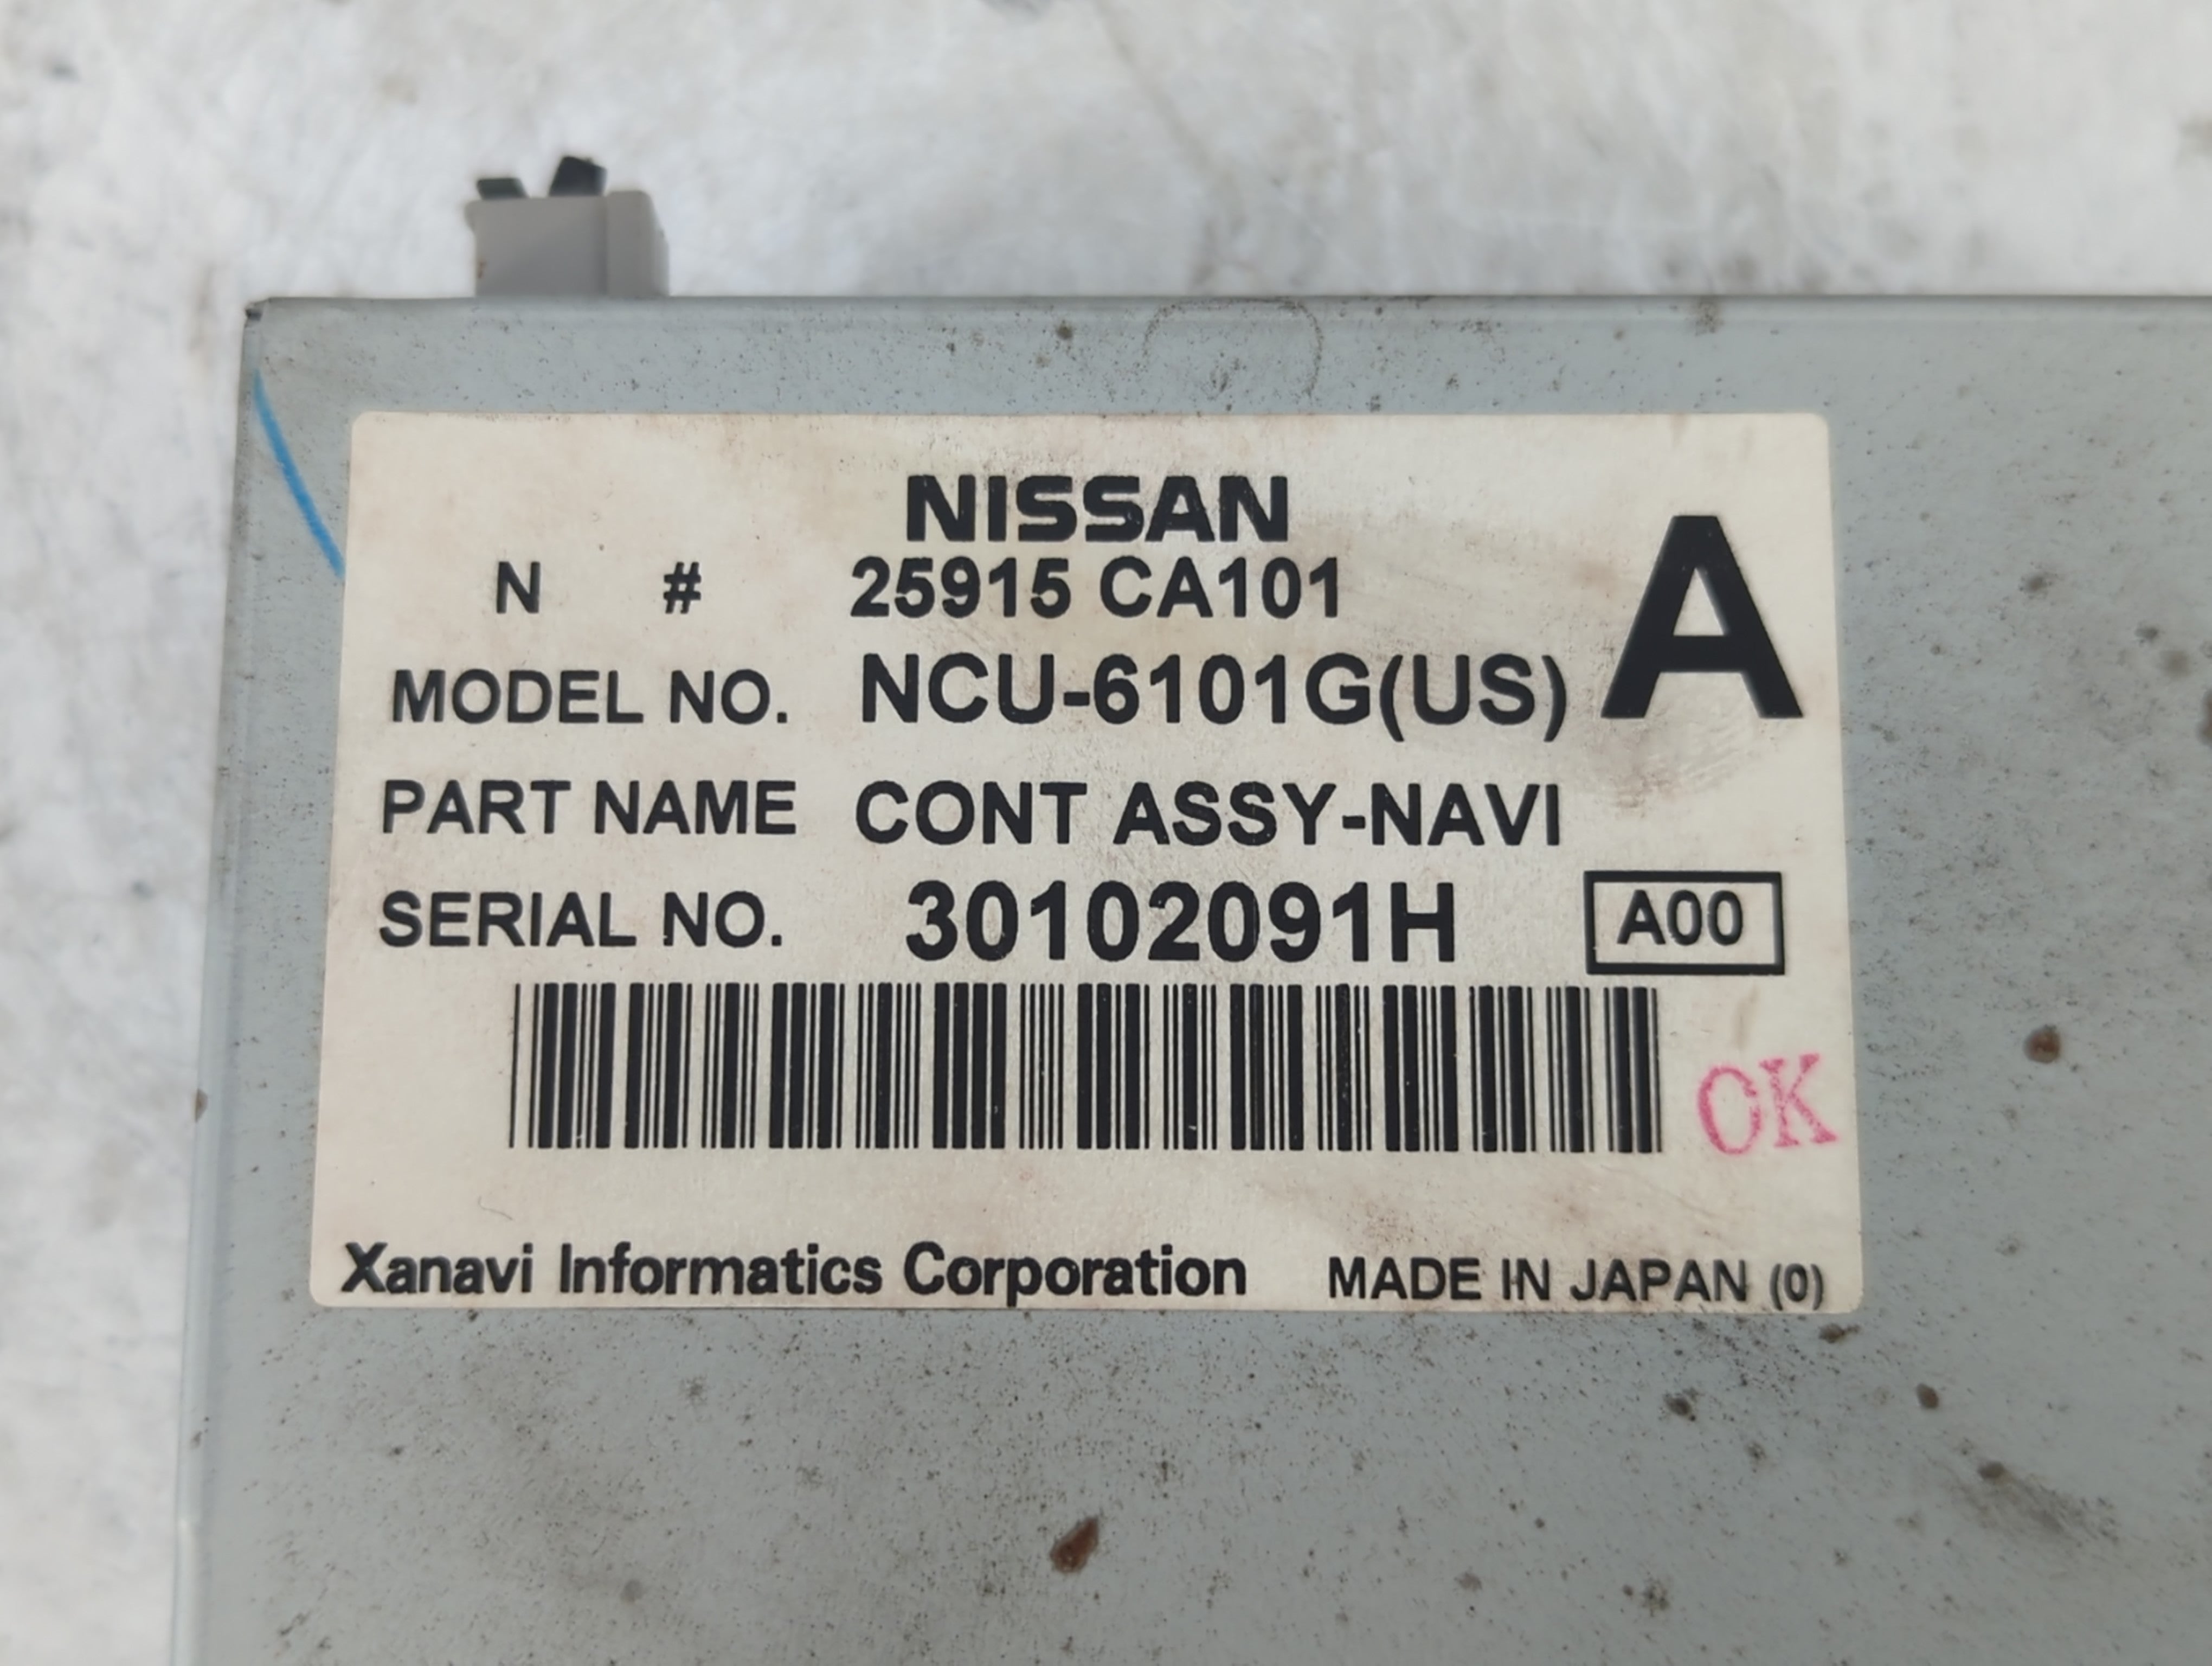 NISSAN
N # 25915 CA101
A
MODEL NO. NCU-6101G(US)
PART NAME CONT ASSY-NAVI
SERIAL NO. 30102091H A00
OK
Xanavi Informatics Corporation MADE IN JAPAN (0)